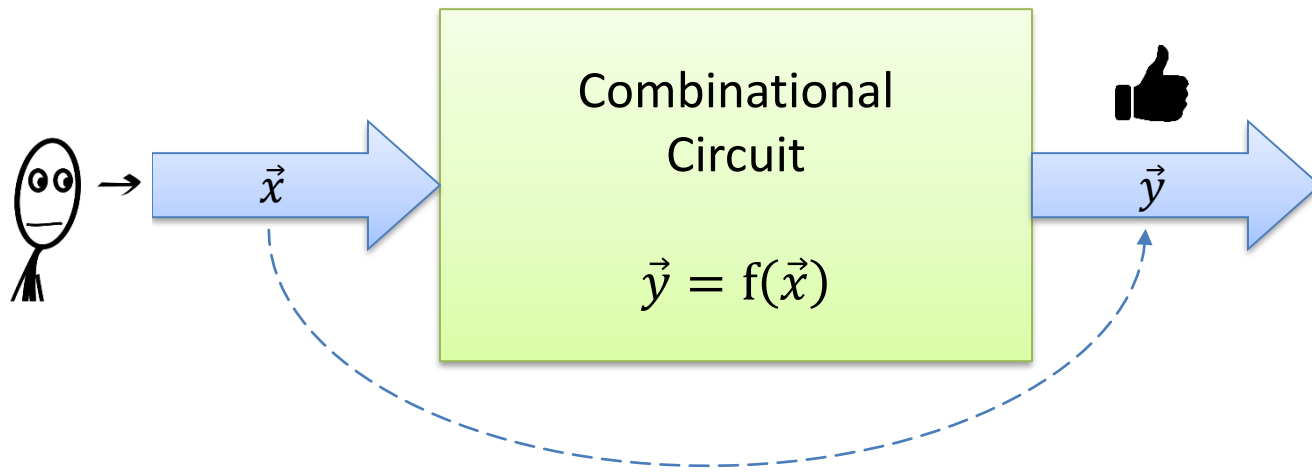 Combinational
Circuit
x⃗
y⃗
y⃗ = f(x⃗)